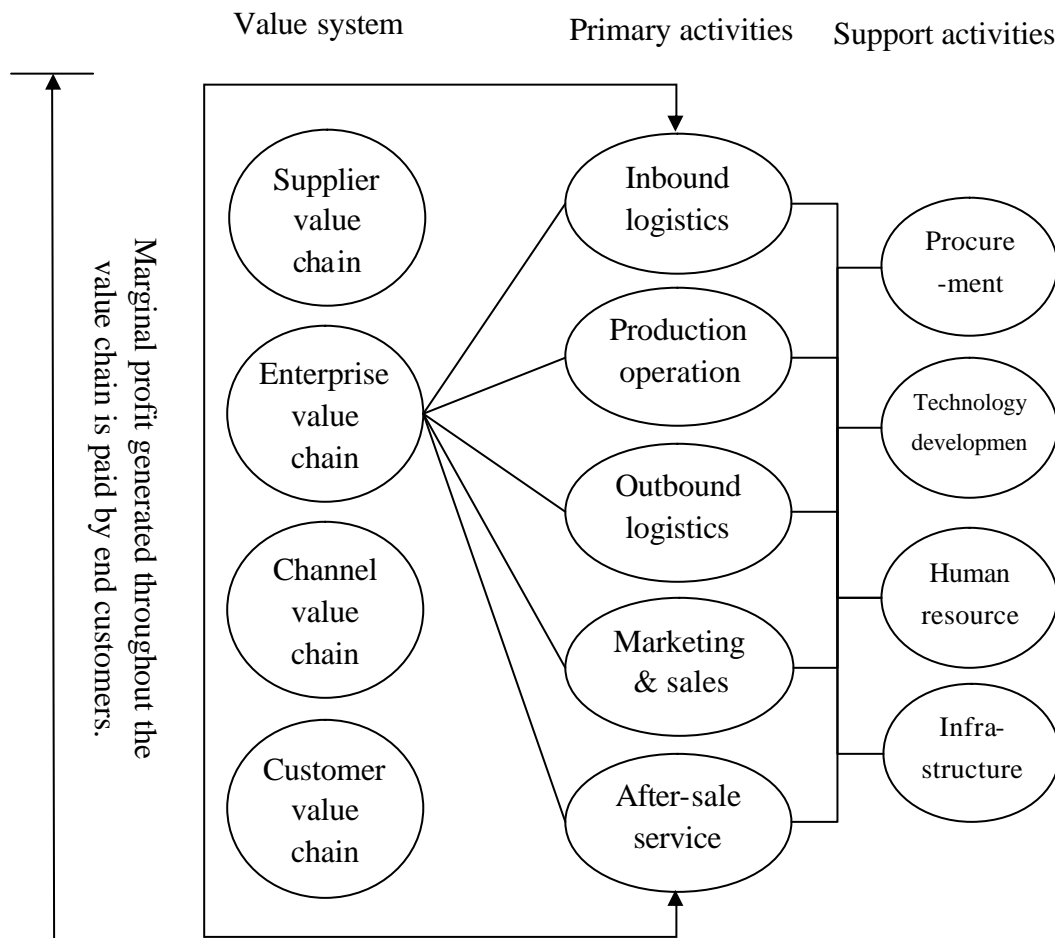 Value system
Primary activities
Support activities
Marginal profit generated throughout the
value chain is paid by end customers.
Supplier
value
chain
Enterprise
value
chain
Channel
value
chain
Customer
value
chain
Inbound
logistics
Production
operation
Outbound
logistics
Marketing
& sales
After-sale
service
Procure
-ment
Technology
developmen
Human
resource
Infra-
structure